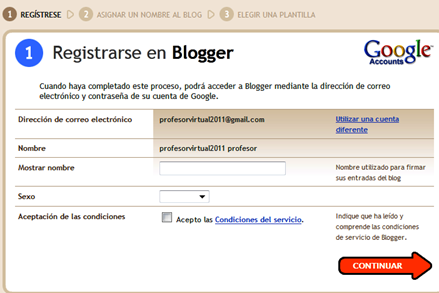 1 REGÍSTRESE 2 ASIGNAR UN NOMBRE AL BLOG 3 ELEGIR UNA PLANTILLA
1 Registrarse en Blogger
Google
Accounts
Cuando haya completado este proceso, podrá acceder a Blogger mediante la dirección de correo
electrónico y contraseña de su cuenta de Google.
Dirección de correo electrónico profesorvirtual2011@gmail.com Utilizar una cuenta
diferente
Nombre profesorvirtual2011 profesor
Mostrar nombre Nombre utilizado para firmar
sus entradas del blog
Sexo
Aceptación de las condiciones Acepto las Condiciones del servicio. Indique que ha leído y
comprende las condiciones
de servicio de Blogger.
CONTINUAR